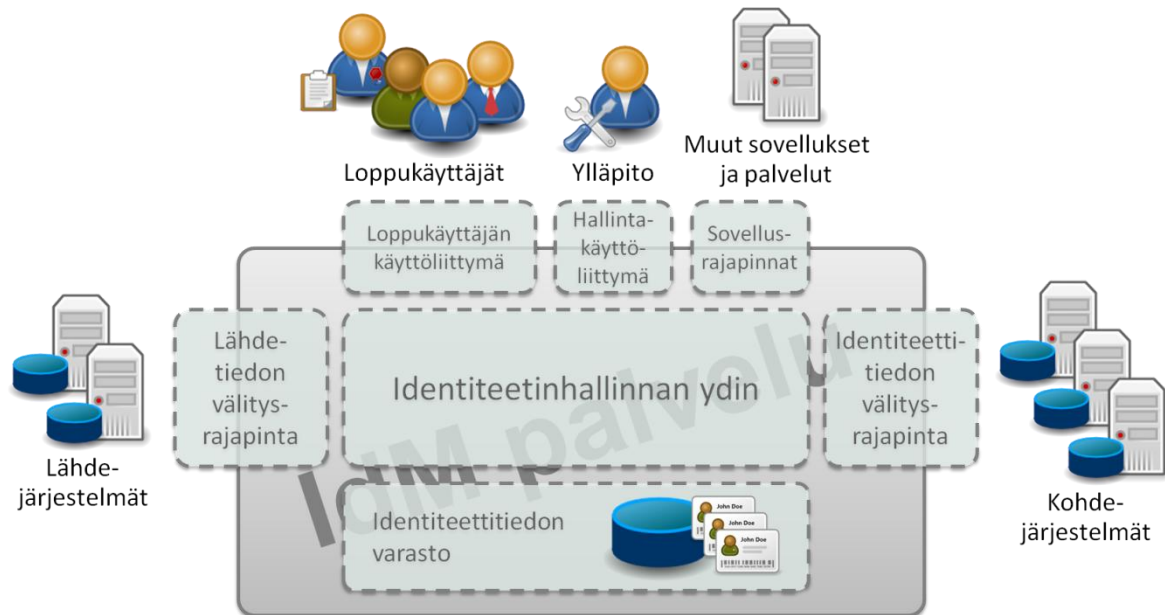 Loppukäyttäjät
Ylläpito
Muut sovellukset
ja palvelut
Loppukäyttäjän
käyttöliittymä
Hallinta-
käyttö-
liittymä
Sovellus-
rajapinnat
Lähde-
tiedon
välitys-
rajapinta
Identiteetinhallinnan ydin
Identiteetti-
tiedon
välitys-
rajapinta
IdM palvelu
Lähde-
järjestelmät
Kohde-
järjestelmät
Identiteettitiedon
varasto
John Doe
John Doe
John Doe